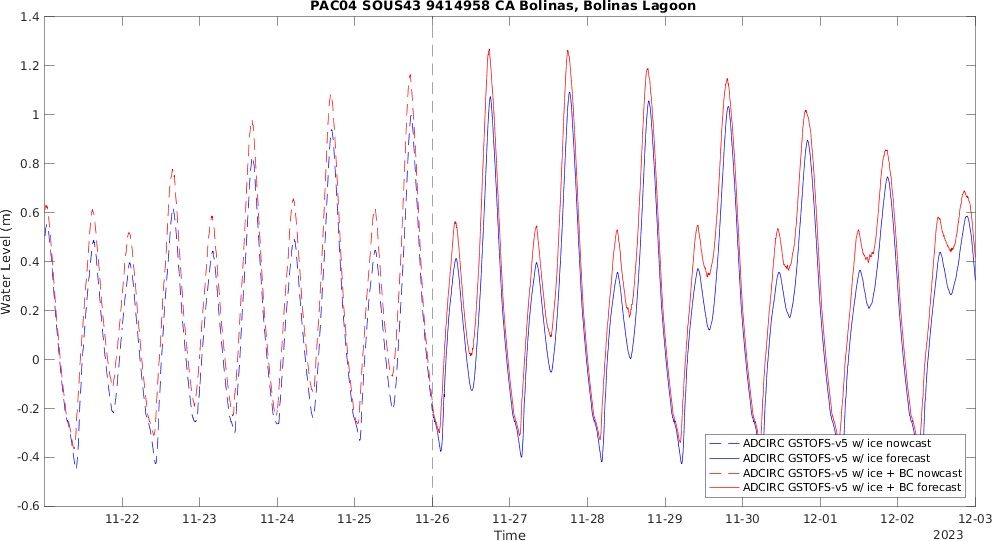 PAC04 SOUS43 9414958 CA Bolinas, Bolinas Lagoon
1.4
1.2
1
0.8
0.6
0.4
0.2
0
-0.2
-0.4
-0.6
Water Level (m)
ADCIRC GSTOFS-v5 w/ ice nowcast
ADCIRC GSTOFS-v5 w/ ice forecast
ADCIRC GSTOFS-v5 w/ ice + BC nowcast
ADCIRC GSTOFS-v5 w/ ice + BC forecast
11-22 11-23 11-24 11-25 11-26 11-27 11-28 11-29 11-30 12-01 12-02 12-03
Time
2023